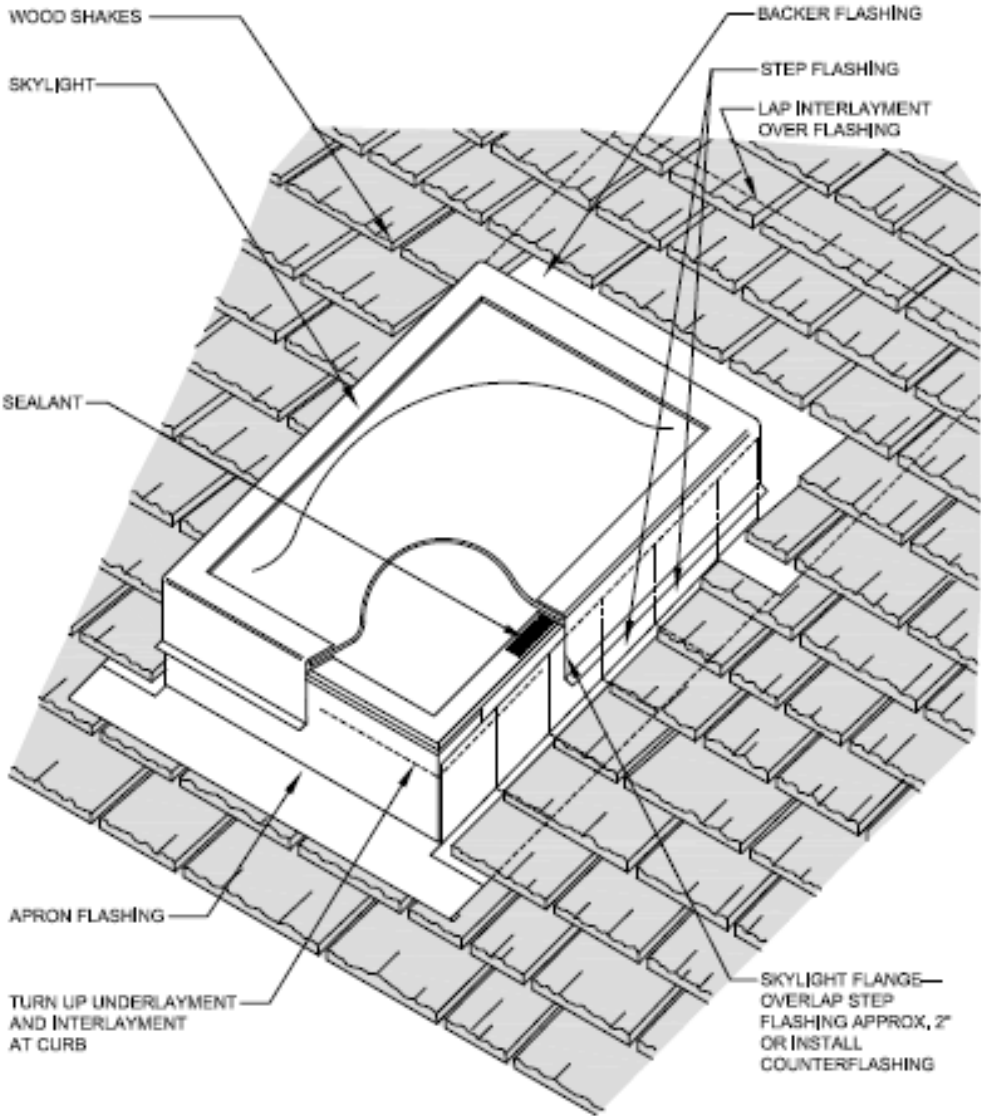 WOOD SHAKES
SKYLIGHT
SEALANT
APRON FLASHING
TURN UP UNDERLAYMENT
AND INTERLAYMENT
AT CURB
BACKER FLASHING
STEP FLASHING
LAP INTERLAYMENT
OVER FLASHING
SKYLIGHT FLANGE—
OVERLAP STEP
FLASHING APPROX. 2"
OR INSTALL
COUNTERFLASHING